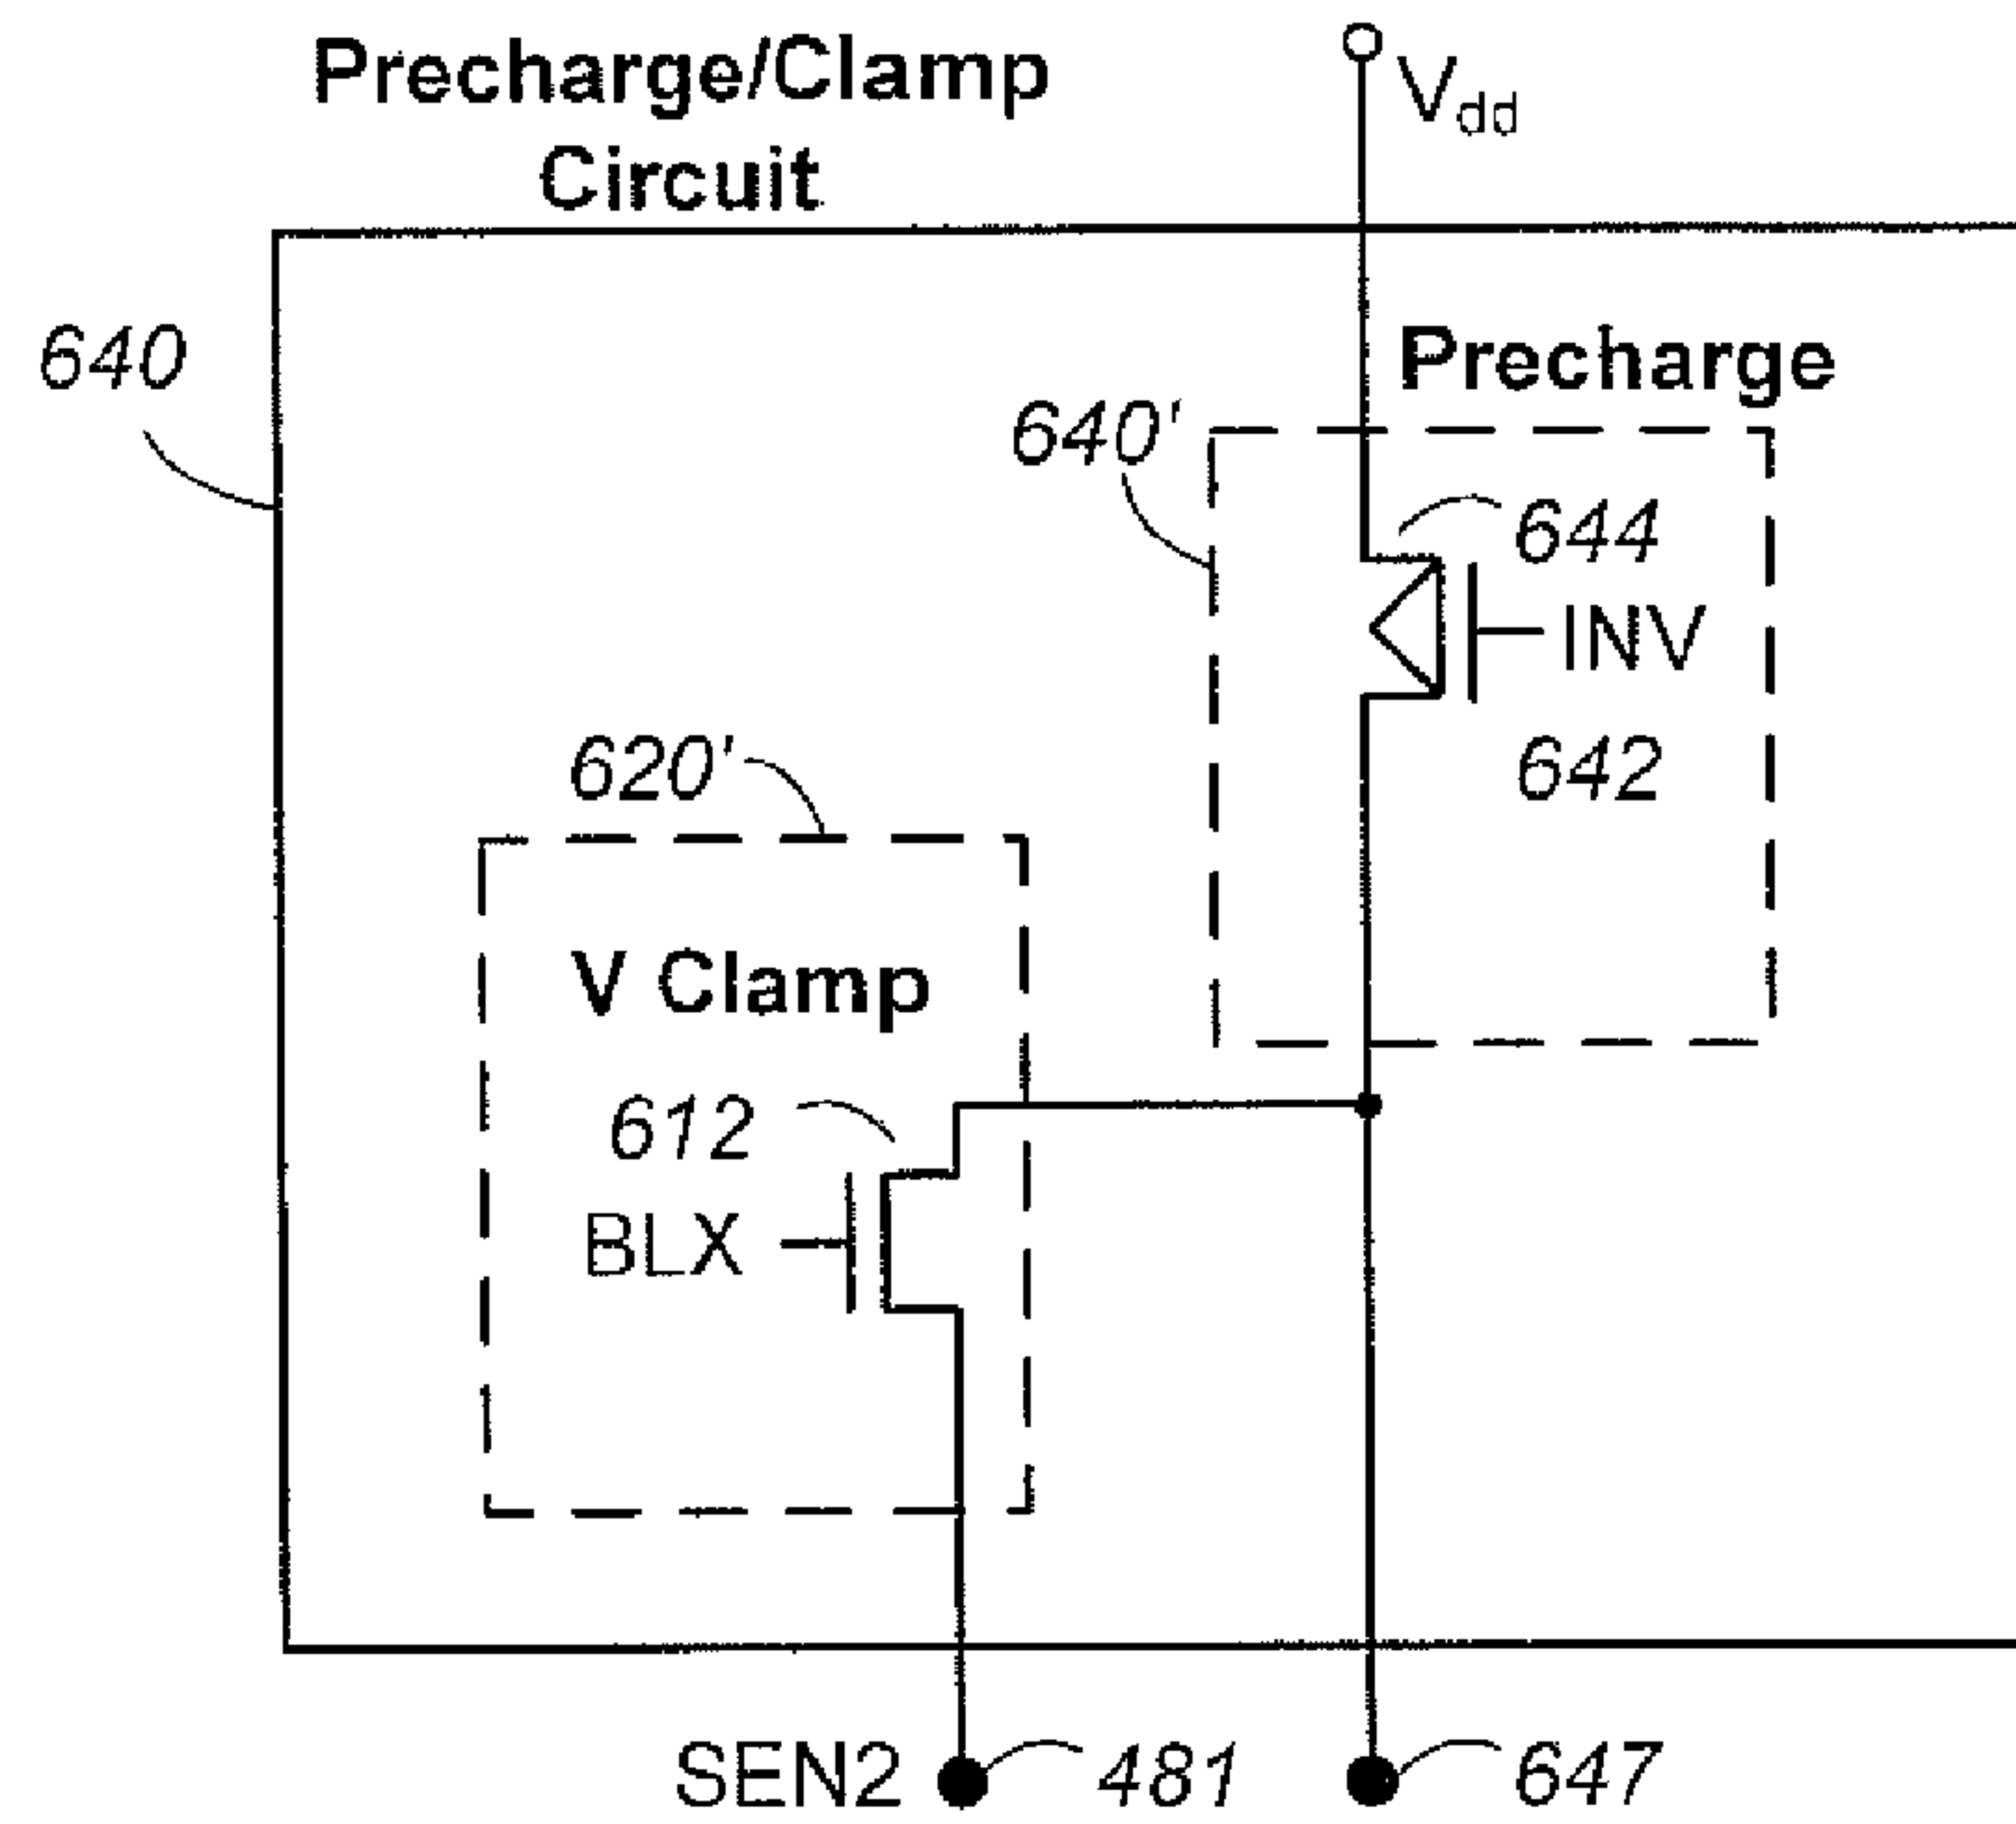 Precharge/Clamp
Circuit
Vdd
640
Precharge
640'
644
INV
642
620'
V Clamp
612
BLX
SEN2
481
647